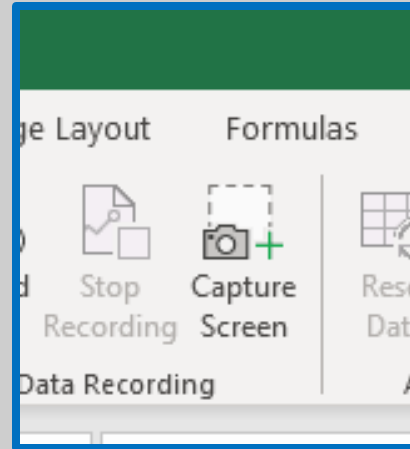 ge Layout Formulas
Stop Capture
Recording Screen
Data Recording